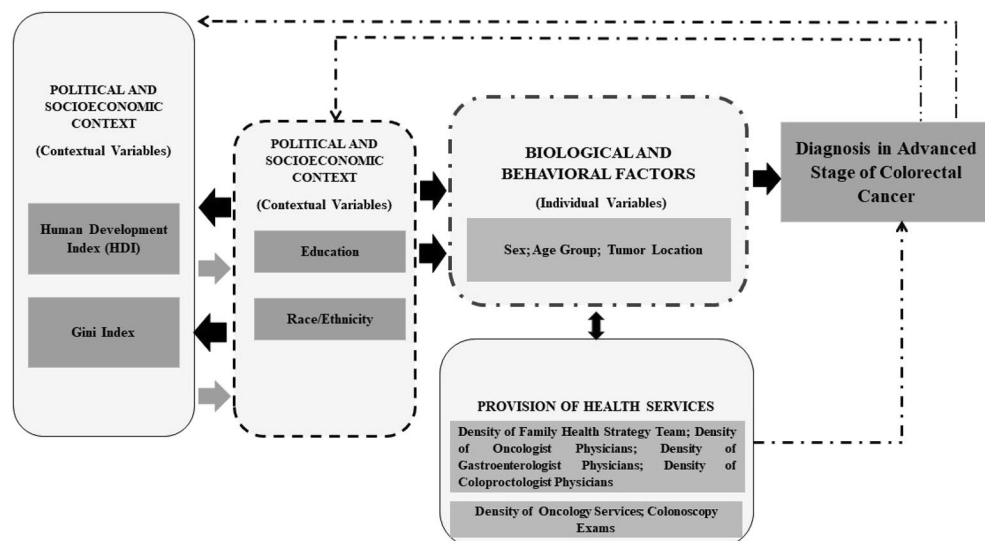 POLITICAL AND
SOCIOECONOMIC
CONTEXT
(Contextual Variables)
Human Development
Index (HDI)
Gini Index
POLITICAL AND
SOCIOECONOMIC
CONTEXT
(Contextual Variables)
Education
Race/Ethnicity
BIOLOGICAL AND
BEHAVIORAL FACTORS
(Individual Variables)
Sex; Age Group; Tumor Location
Diagnosis in Advanced
Stage of Colorectal
Cancer
PROVISION OF HEALTH SERVICES
Density of Family Health Strategy Team; Density
of Oncologist Physicians; Density of
Gastroenterologist Physicians; Density of
Coloproctologist Physicians
Density of Oncology Services; Colonoscopy
Exams